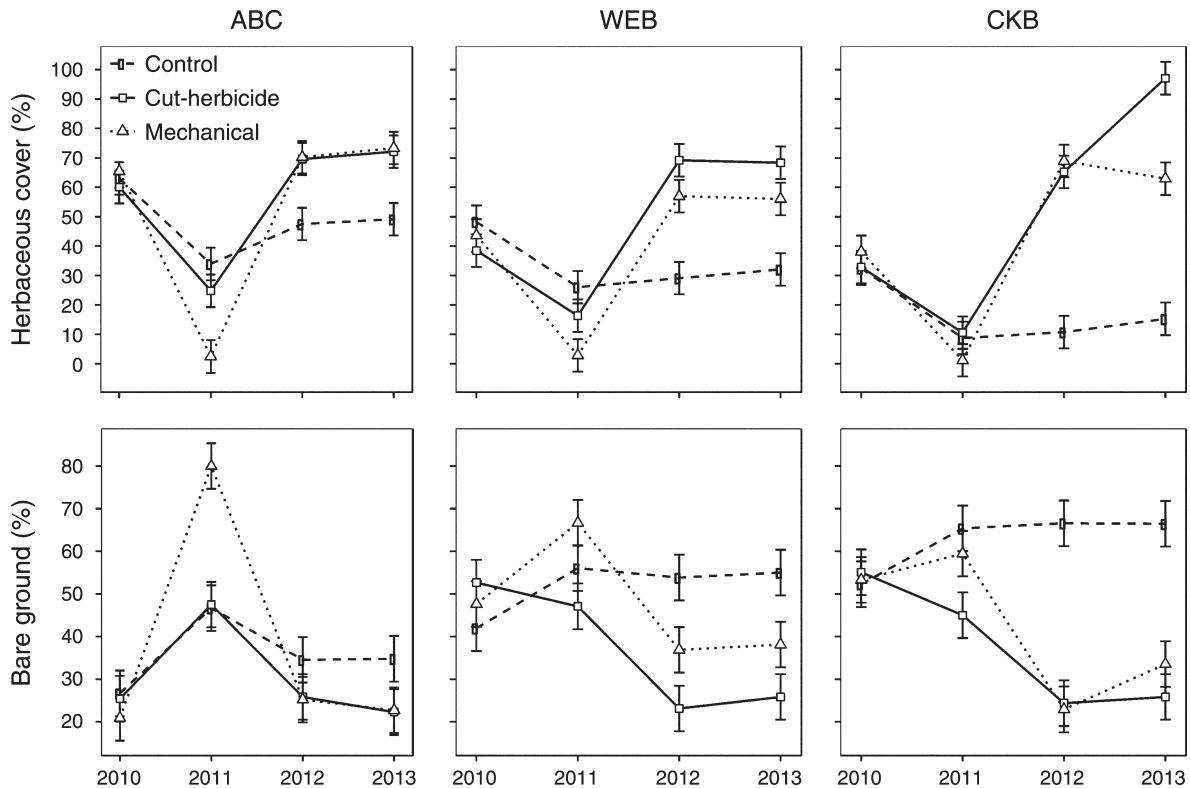 ABC WEB CKB
Herbaceous cover (%)
100
90
80
70
60
50
40
30
20
10
0
Control
Cut-herbicide
Mechanical
Bare ground (%)
80
70
60
50
40
30
20
2010 2011 2012 2013 2010 2011 2012 2013 2010 2011 2012 2013